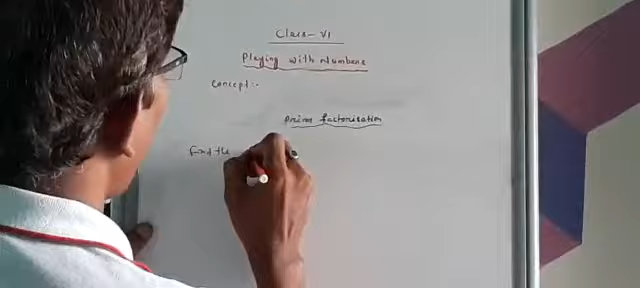 Class - VI
Playing with Numbers
Concept :-
Prime factorisation
Find the